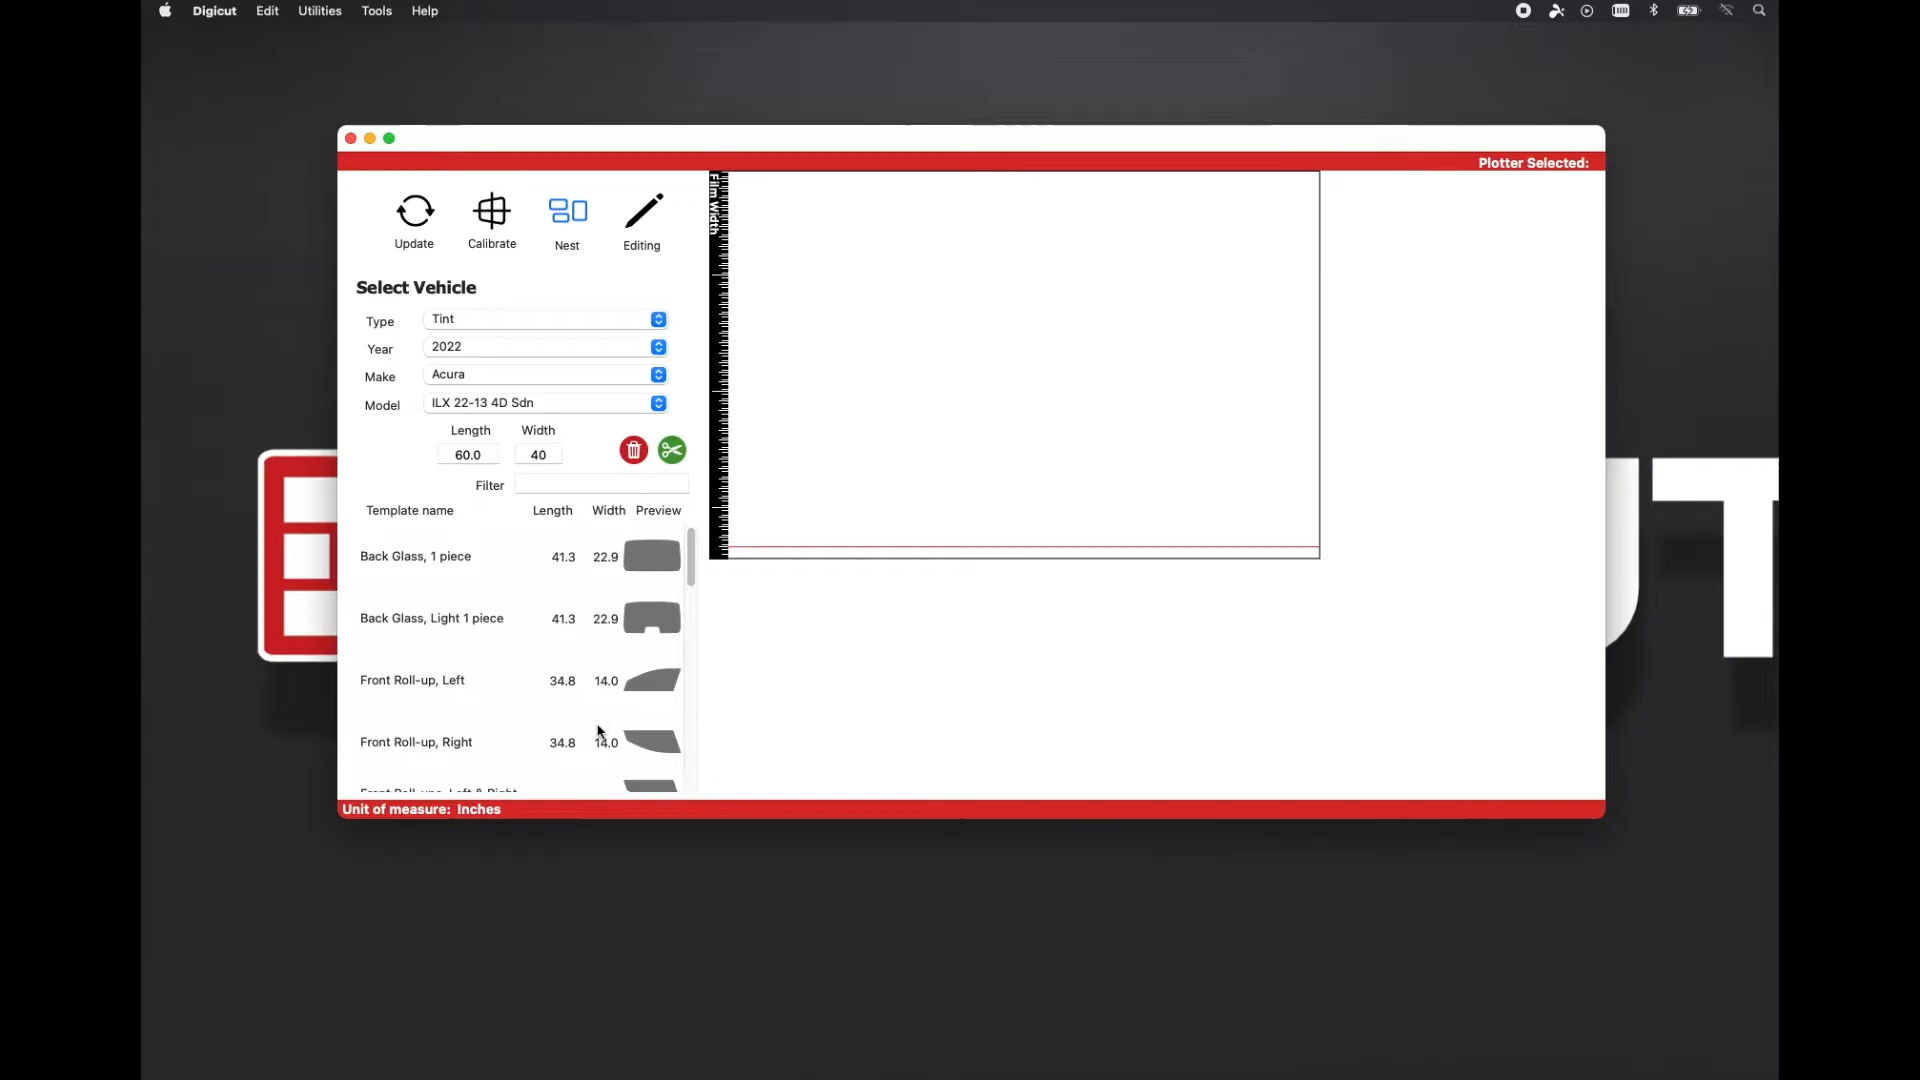 Digicut Edit Utilities Tools Help
Plotter Selected:
Update Calibrate Nest Editing
Film Width
Select Vehicle
Type Tint
Year 2022
Make Acura
Model ILX 22-13 4D Sdn
Length Width
60.0 40
Filter
Template name Length Width Preview
Back Glass, 1 piece 41.3 22.9
Back Glass, Light 1 piece 41.3 22.9
Front Roll-up, Left 34.8 14.0
Front Roll-up, Right 34.8 14.0
Unit of measure: Inches